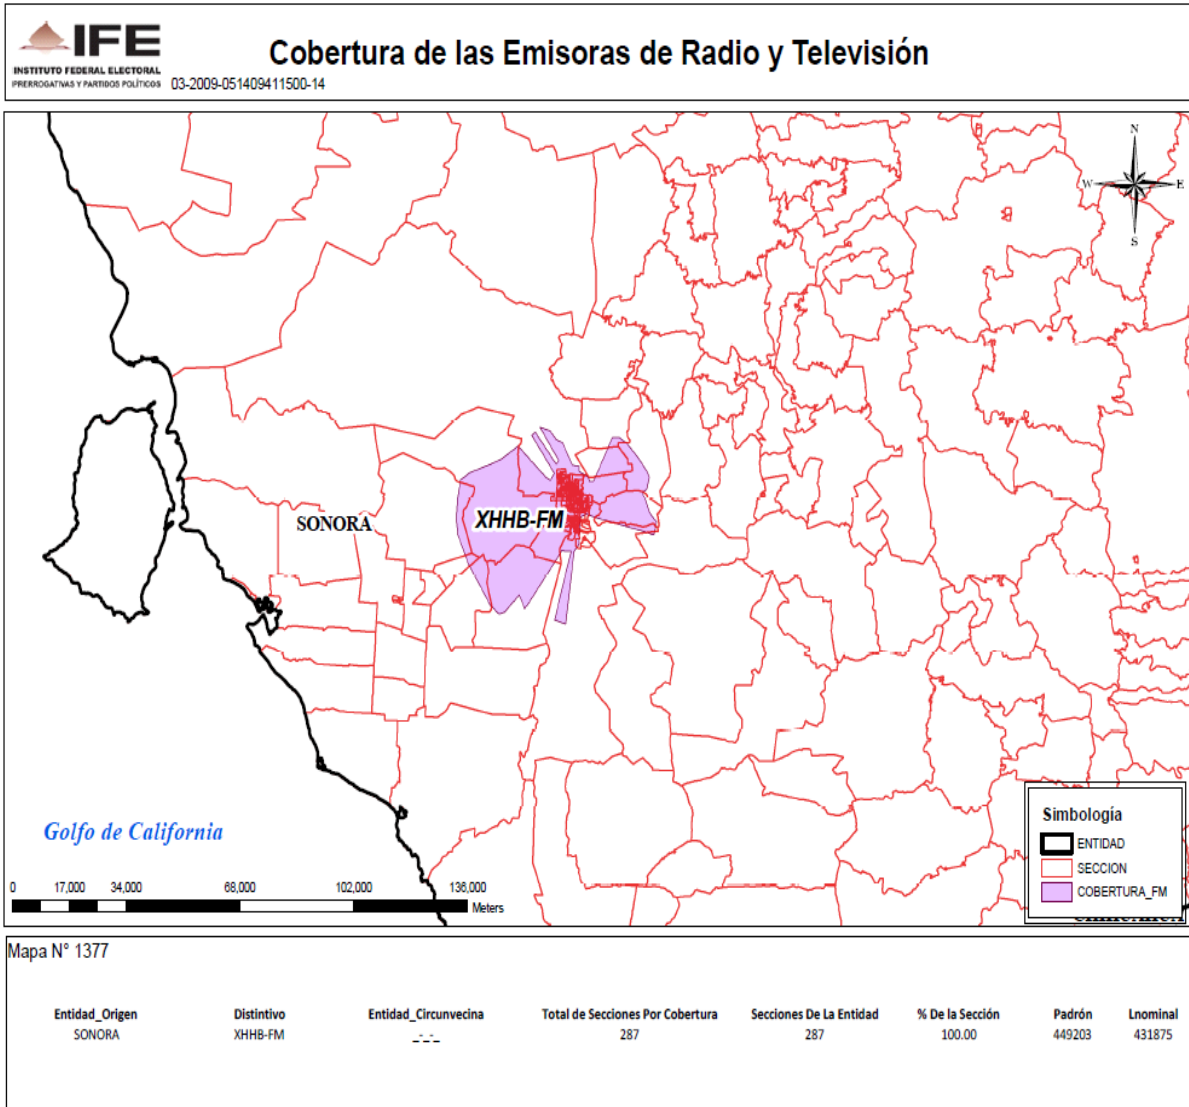 IFE
INSTITUTO FEDERAL ELECTORAL
PRERROGATIVAS Y PARTIDOS POLÍTICOS
03-2009-051409411500-14
Cobertura de las Emisoras de Radio y Televisión
N
W E
S
SONORA
XHHB-FM
Golfo de California
0 17,000 34,000 68,000 102,000 136,000
Meters
Simbología
ENTIDAD
SECCION
COBERTURA_FM
Mapa N° 1377
Entidad_Origen Distintivo Entidad_Circunvecina Total de Secciones Por Cobertura Secciones De La Entidad % De la Sección Padrón Lnominal
SONORA XHHB-FM _-_-_ 287 287 100.00 449203 431875